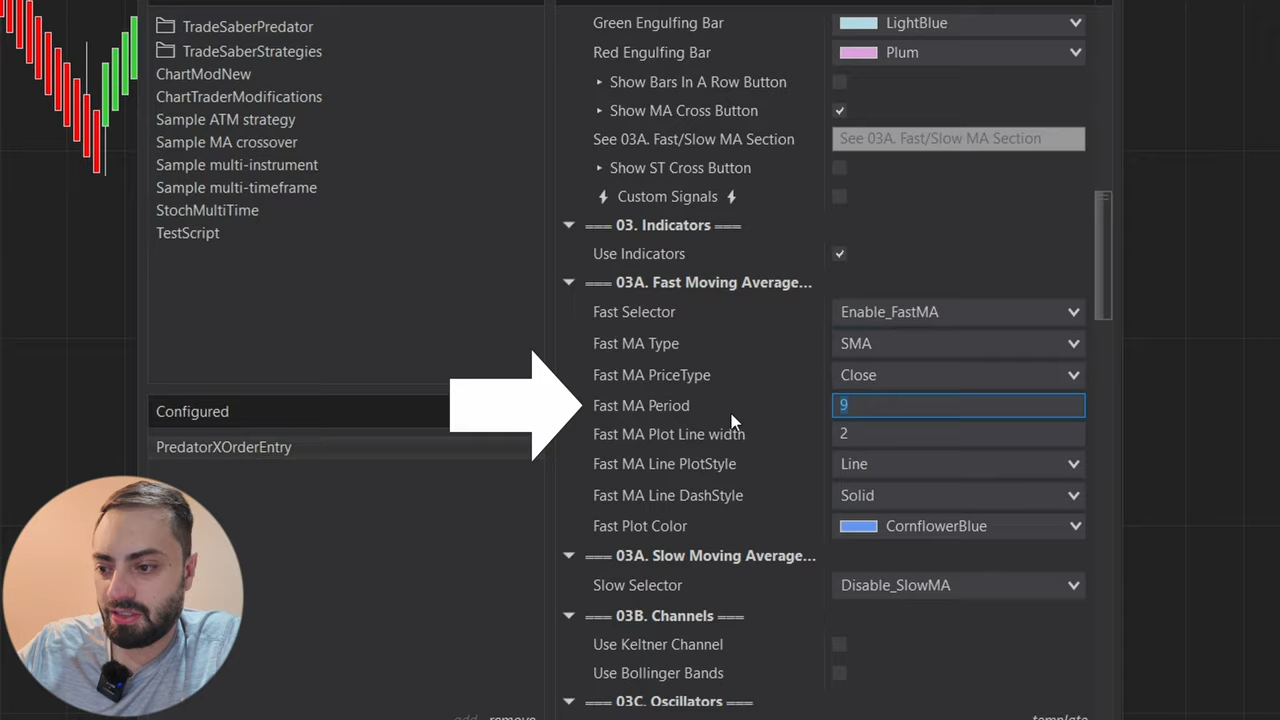 TradeSaberPredator
TradeSaberStrategies
ChartModNew
ChartTraderModifications
Sample ATM strategy
Sample MA crossover
Sample multi-instrument
Sample multi-timeframe
StochMultiTime
TestScript
Configured
PredatorXOrderEntry
add remove
Green Engulfing Bar LightBlue
Red Engulfing Bar Plum
Show Bars In A Row Button
Show MA Cross Button
See 03A. Fast/Slow MA Section See 03A. Fast/Slow MA Section
Show ST Cross Button
Custom Signals
=== 03. Indicators ===
Use Indicators
=== 03A. Fast Moving Average...
Fast Selector Enable_FastMA
Fast MA Type SMA
Fast MA PriceType Close
Fast MA Period 9
Fast MA Plot Line width 2
Fast MA Line PlotStyle Line
Fast MA Line DashStyle Solid
Fast Plot Color CornflowerBlue
=== 03A. Slow Moving Average...
Slow Selector Disable_SlowMA
=== 03B. Channels ===
Use Keltner Channel
Use Bollinger Bands
=== 03C. Oscillators ===
template